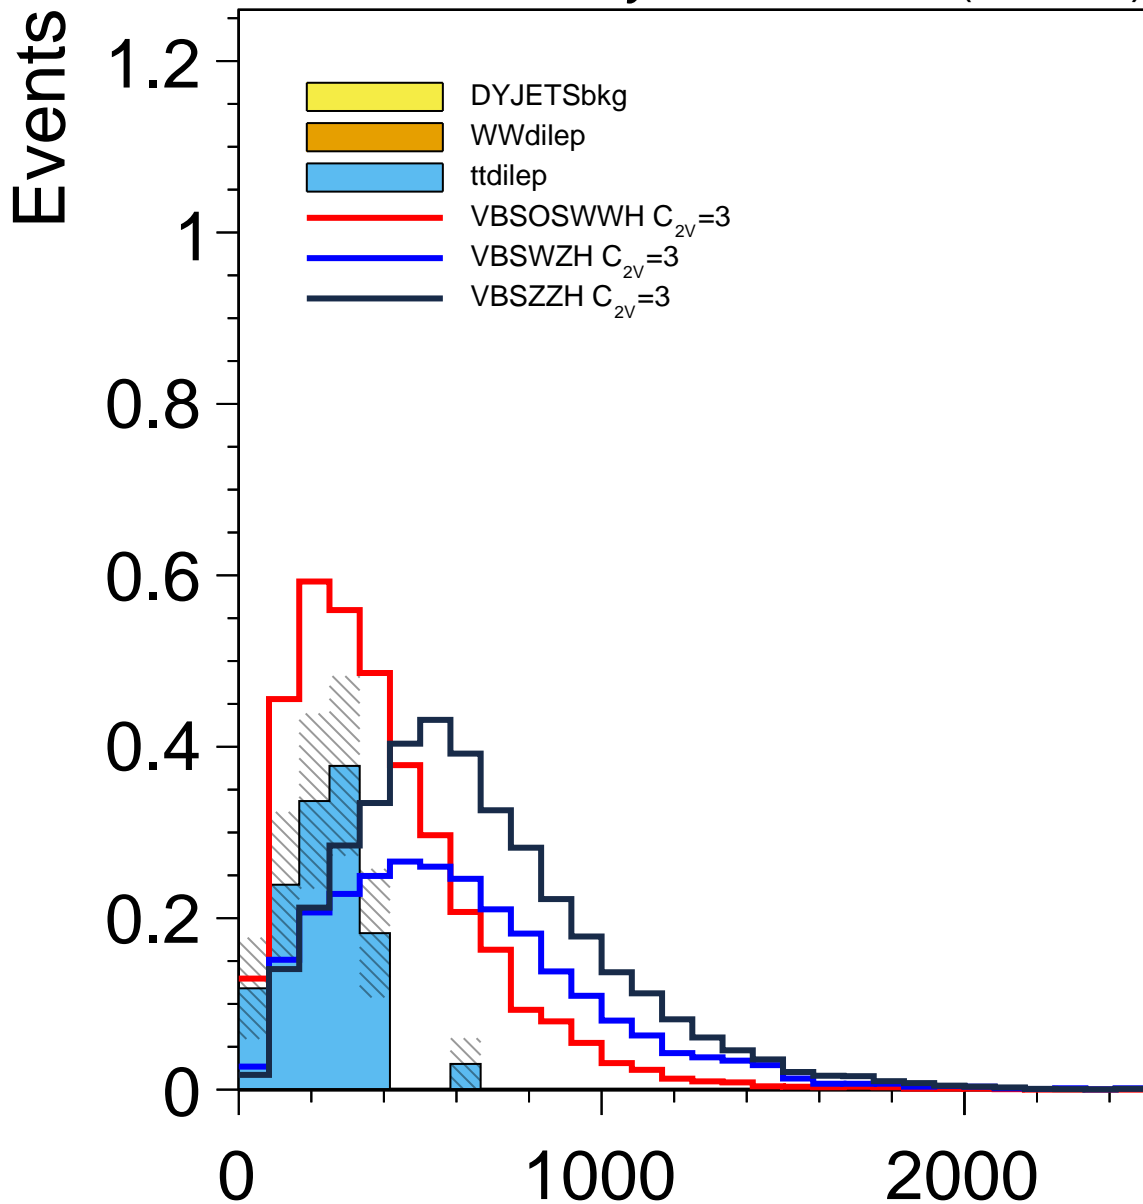 Events
1.2
1
0.8
0.6
0.4
0.2
0
DYJETSbkg
WWdilep
ttdilep
VBSOSWWH C2V=3
VBSWZH C2V=3
VBSZZH C2V=3
0 1000 2000